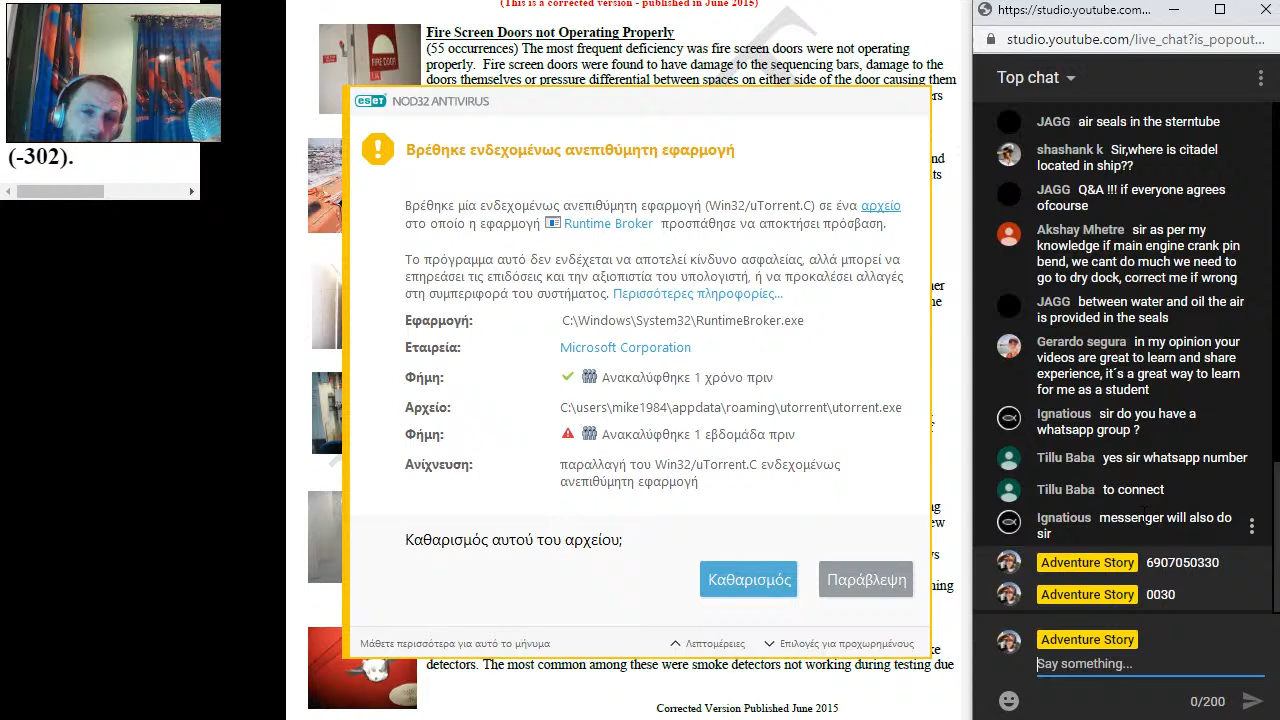 (This is a corrected version - published in June 2015)
Fire Screen Doors not Operating Properly
(55 occurrences) The most frequent deficiency was fire screen doors were not operating
properly. Fire screen doors were found to have damage to the sequencing bars, damage to the
doors themselves or pressure differential between spaces on either side of the door causing them
FIRE DOOR
(-302).
eset NOD32 ANTIVIRUS
Βρέθηκε ενδεχομένως ανεπιθύμητη εφαρμογή
Βρέθηκε μία ενδεχομένως ανεπιθύμητη εφαρμογή (Win32/uTorrent.C) σε ένα αρχείο
στο οποίο η εφαρμογή Runtime Broker προσπάθησε να αποκτήσει πρόσβαση.
Το πρόγραμμα αυτό δεν ενδέχεται να αποτελεί κίνδυνο ασφαλείας, αλλά μπορεί να
επηρεάσει τις επιδόσεις και την αξιοπιστία του υπολογιστή, ή να προκαλέσει αλλαγές
στη συμπεριφορά του συστήματος. Περισσότερες πληροφορίες...
Εφαρμογή: C:\Windows\System32\RuntimeBroker.exe
Εταιρεία: Microsoft Corporation
Φήμη: Ανακαλύφθηκε 1 χρόνο πριν
Αρχείο: C:\users\mike1984\appdata\roaming\utorrent\utorrent.exe
Φήμη: Ανακαλύφθηκε 1 εβδομάδα πριν
Ανίχνευση: παραλλαγή του Win32/uTorrent.C ενδεχομένως
ανεπιθύμητη εφαρμογή
Καθαρισμός αυτού του αρχείου;
Καθαρισμός Παράβλεψη
Μάθετε περισσότερα για αυτό το μήνυμα Λεπτομέρειες Επιλογές για προχωρημένους
detectors. The most common among these were smoke detectors not working during testing due
Corrected Version Published June 2015
https://studio.youtube.com...
studio.youtube.com/live_chat?is_popout...
Top chat
JAGG air seals in the sterntube
shashank k Sir,where is citadel
located in ship??
JAGG Q&A !!! if everyone agrees
ofcourse
Akshay Mhetre sir as per my
knowledge if main engine crank pin
bend, we cant do much we need to
go to dry dock, correct me if wrong
JAGG between water and oil the air
is provided in the seals
Gerardo segura in my opinion your
videos are great to learn and share
experience, it´s a great way to learn
for me as a student
Ignatious sir do you have a
whatsapp group ?
Tillu Baba yes sir whatsapp number
Tillu Baba to connect
Ignatious messenger will also do
sir
Adventure Story 6907050330
Adventure Story 0030
Adventure Story
Say something...
0/200